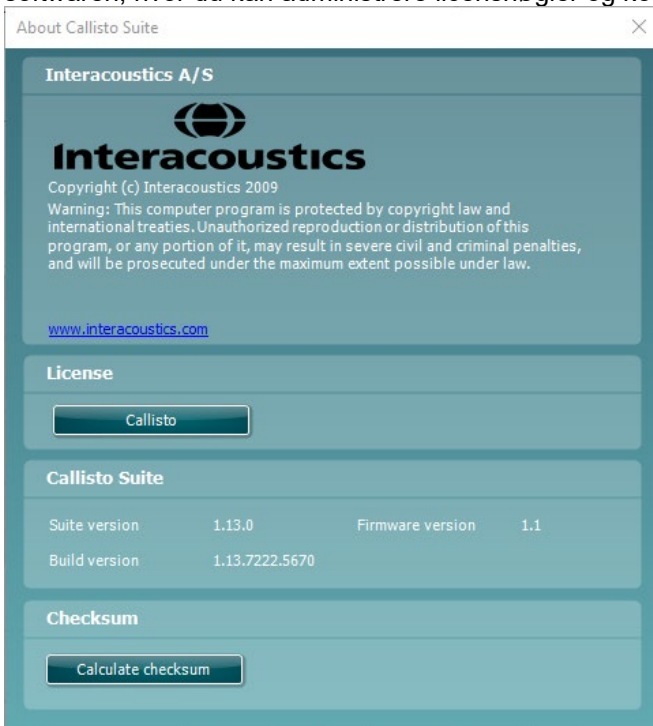 softwaren, hvor du kan administrere licensnøgler og
About Callisto Suite
Interacoustics A/S
Interacoustics
Copyright (c) Interacoustics 2009
Warning: This computer program is protected by copyright law and
international treaties. Unauthorized reproduction or distribution of this
program, or any portion of it, may result in severe civil and criminal penalties,
and will be prosecuted under the maximum extent possible under law.
www.interacoustics.com
License
Callisto
Callisto Suite
Suite version 1.13.0 Firmware version 1.1
Build version 1.13.7222.5670
Checksum
Calculate checksum